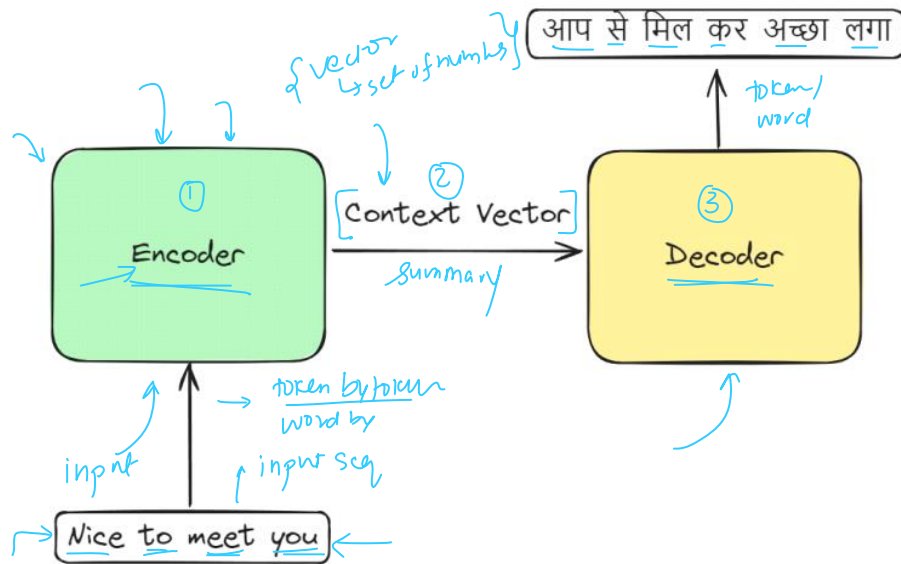 आप से मिल कर अच्छा लगा
{vector
↳ set of number}
token/
word
①
②
③
[Context Vector]
Encoder
Decoder
summary
→ token by token
word by
input
input seq
Nice to meet you